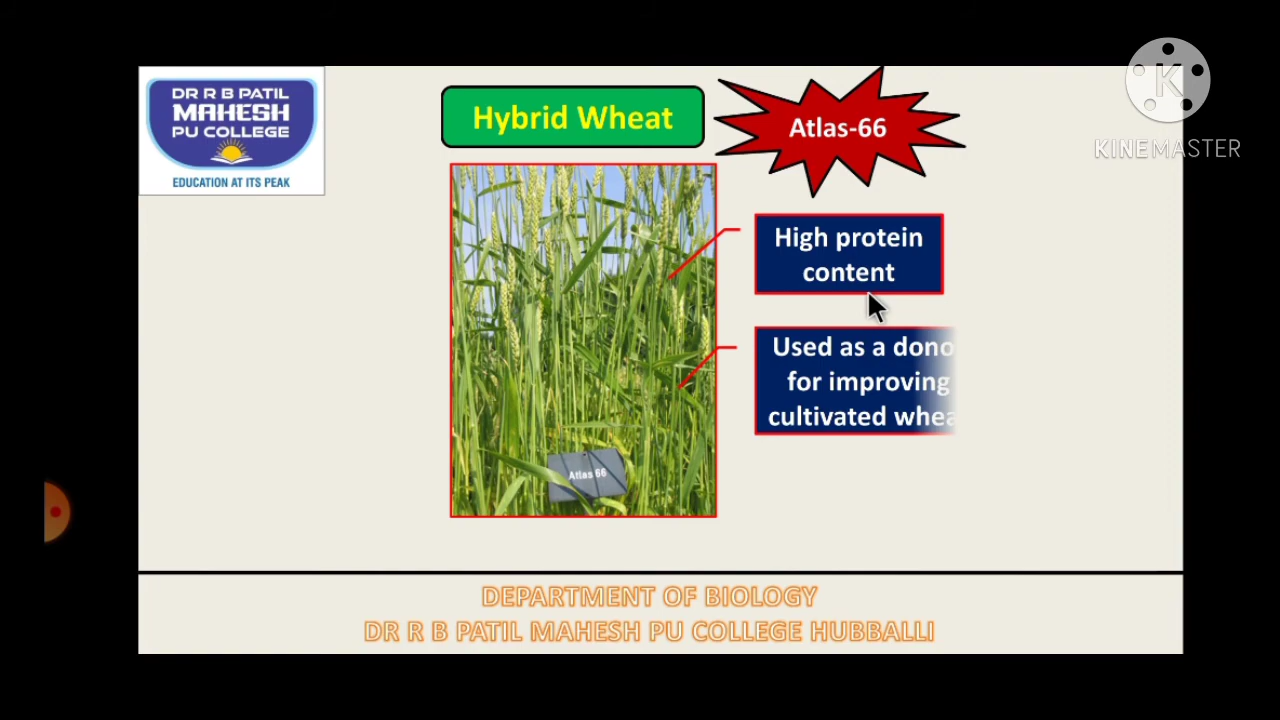 DR R B PATIL
MAHESH
PU COLLEGE
EDUCATION AT ITS PEAK
Hybrid Wheat
Atlas-66
KINEMASTER
High protein
content
Used as a dono
for improving
cultivated whea
Atlas 66
DEPARTMENT OF BIOLOGY
DR R B PATIL MAHESH PU COLLEGE HUBBALLI